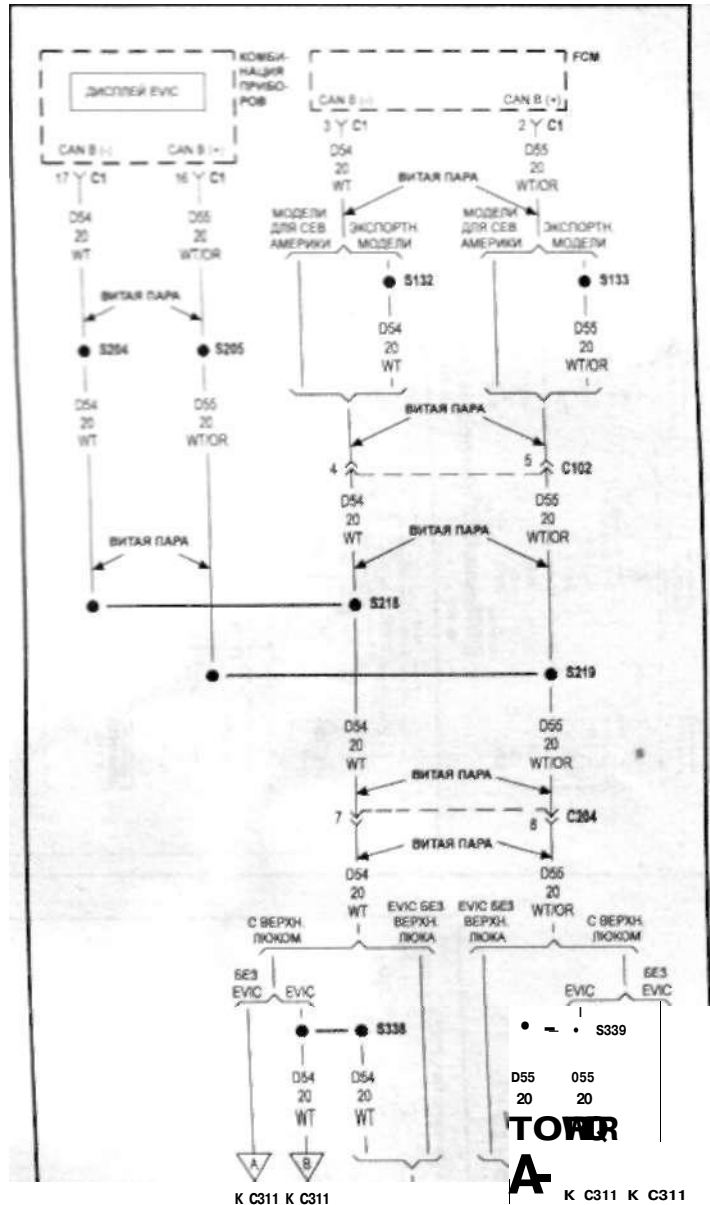 КОМБИ-
НАЦИЯ
ПРИБО-
РОВ
ДИСПЛЕЙ EVIC
CAN B (-)
CAN B (+)
17 C1
16 C1
FCM
CAN B (-)
CAN B (+)
3 C1
2 C1
D54
20
WT
D55
20
WT/OR
ВИТАЯ ПАРА
D54
20
WT
D55
20
WT/OR
МОДЕЛИ
ДЛЯ СЕВ.
АМЕРИКИ
ЭКСПОРТН.
МОДЕЛИ
МОДЕЛИ
ДЛЯ СЕВ.
АМЕРИКИ
ЭКСПОРТН.
МОДЕЛИ
S132
S133
ВИТАЯ ПАРА
D54
20
WT
D55
20
WT/OR
S204
S205
D54
20
WT
D55
20
WT/OR
ВИТАЯ ПАРА
4
5
C102
D54
20
WT
D55
20
WT/OR
ВИТАЯ ПАРА
ВИТАЯ ПАРА
S218
S219
D54
20
WT
D55
20
WT/OR
ВИТАЯ ПАРА
7
8
C204
ВИТАЯ ПАРА
D54
20
WT
D55
20
WT/OR
С ВЕРХН.
ЛЮКОМ
EVIC БЕЗ
ВЕРХН.
ЛЮКА
EVIC БЕЗ
ВЕРХН.
ЛЮКА
С ВЕРХН.
ЛЮКОМ
БЕЗ
EVIC
EVIC
EVIC
БЕЗ
EVIC
S338
S339
D54
20
WT
D54
20
WT
D55
20
055
20
A
B
A-
K C311 K C311
K C311 K C311